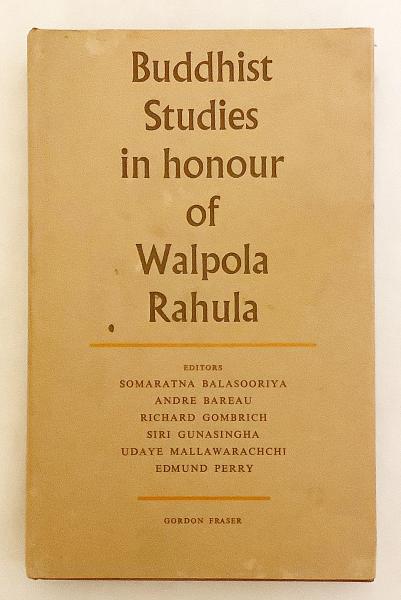 Buddhist
Studies
in honour
of
Walpola
Rahula
EDITORS
SOMARATNA BALASOORIYA
ANDRE BAREAU
RICHARD GOMBRICH
SIRI GUNASINGHA
UDAYE MALLAWARACHCHI
EDMUND PERRY
GORDON FRASER